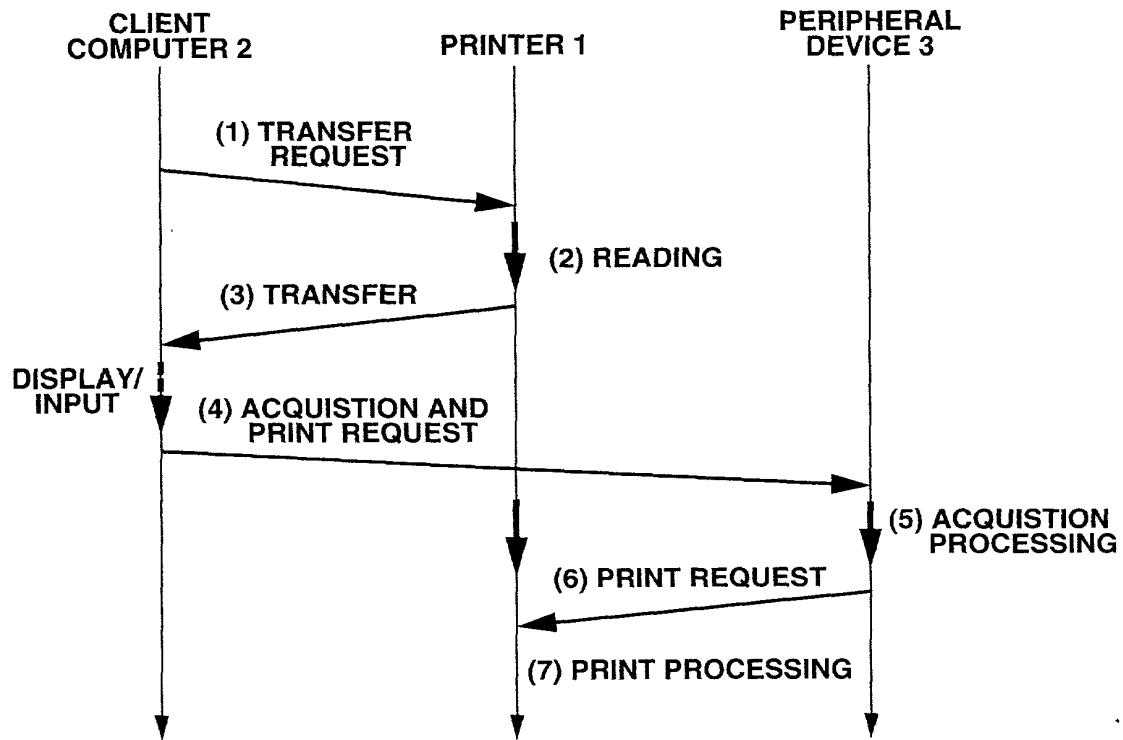 CLIENT
COMPUTER 2
PRINTER 1
PERIPHERAL
DEVICE 3
(1) TRANSFER
REQUEST
(2) READING
(3) TRANSFER
DISPLAY/
INPUT
(4) ACQUISTION AND
PRINT REQUEST
(5) ACQUISTION
PROCESSING
(6) PRINT REQUEST
(7) PRINT PROCESSING